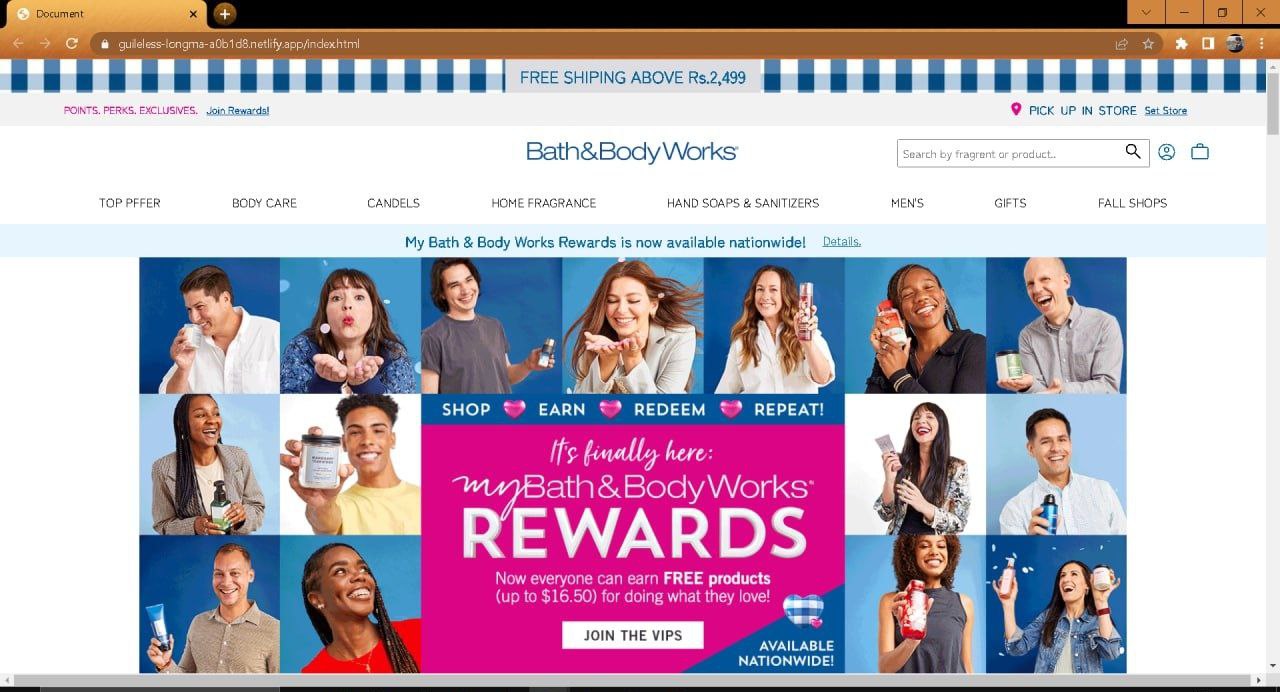 Document
guileless-longma-a0b1d8.netlify.app/index.html
FREE SHIPING ABOVE Rs.2,499
POINTS. PERKS. EXCLUSIVES. Join Rewards!
PICK UP IN STORE Set Store
Bath&BodyWorks®
Search by fragrent or product..
TOP PFFER BODY CARE CANDELS HOME FRAGRANCE HAND SOAPS & SANITIZERS MEN'S GIFTS FALL SHOPS
My Bath & Body Works Rewards is now available nationwide! Details.
SHOP EARN REDEEM REPEAT!
It's finally here:
myBath&BodyWorks®
REWARDS
Now everyone can earn FREE products
(up to $16.50) for doing what they love!
JOIN THE VIPS
AVAILABLE
NATIONWIDE!